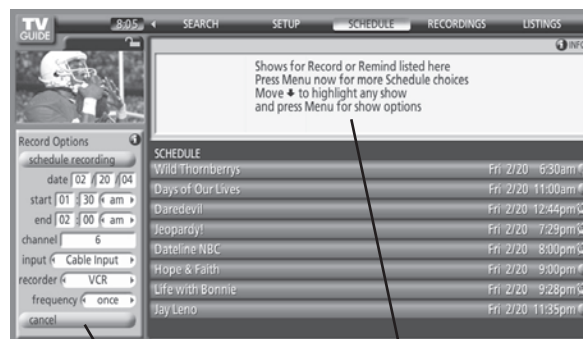 TV
GUIDE
8:05
SEARCH SETUP SCHEDULE RECORDINGS LISTINGS
INFO
Shows for Record or Remind listed here
Press Menu now for more Schedule choices
Move to highlight any show
and press Menu for show options
Record Options
schedule recording
date 02 / 20 / 04
start 01 : 30 am
end 02 : 00 am
channel 6
input Cable Input
recorder VCR
frequency once
cancel
SCHEDULE
Wild Thornberrys Fri 2/20 6:30am
Days of Our Lives Fri 2/20 11:00am
Daredevil Fri 2/20 12:44pm
Jeopardy! Fri 2/20 7:29pm
Dateline NBC Fri 2/20 8:00pm
Hope & Faith Fri 2/20 9:00pm
Life with Bonnie Fri 2/20 9:28pm
Jay Leno Fri 2/20 11:35pm